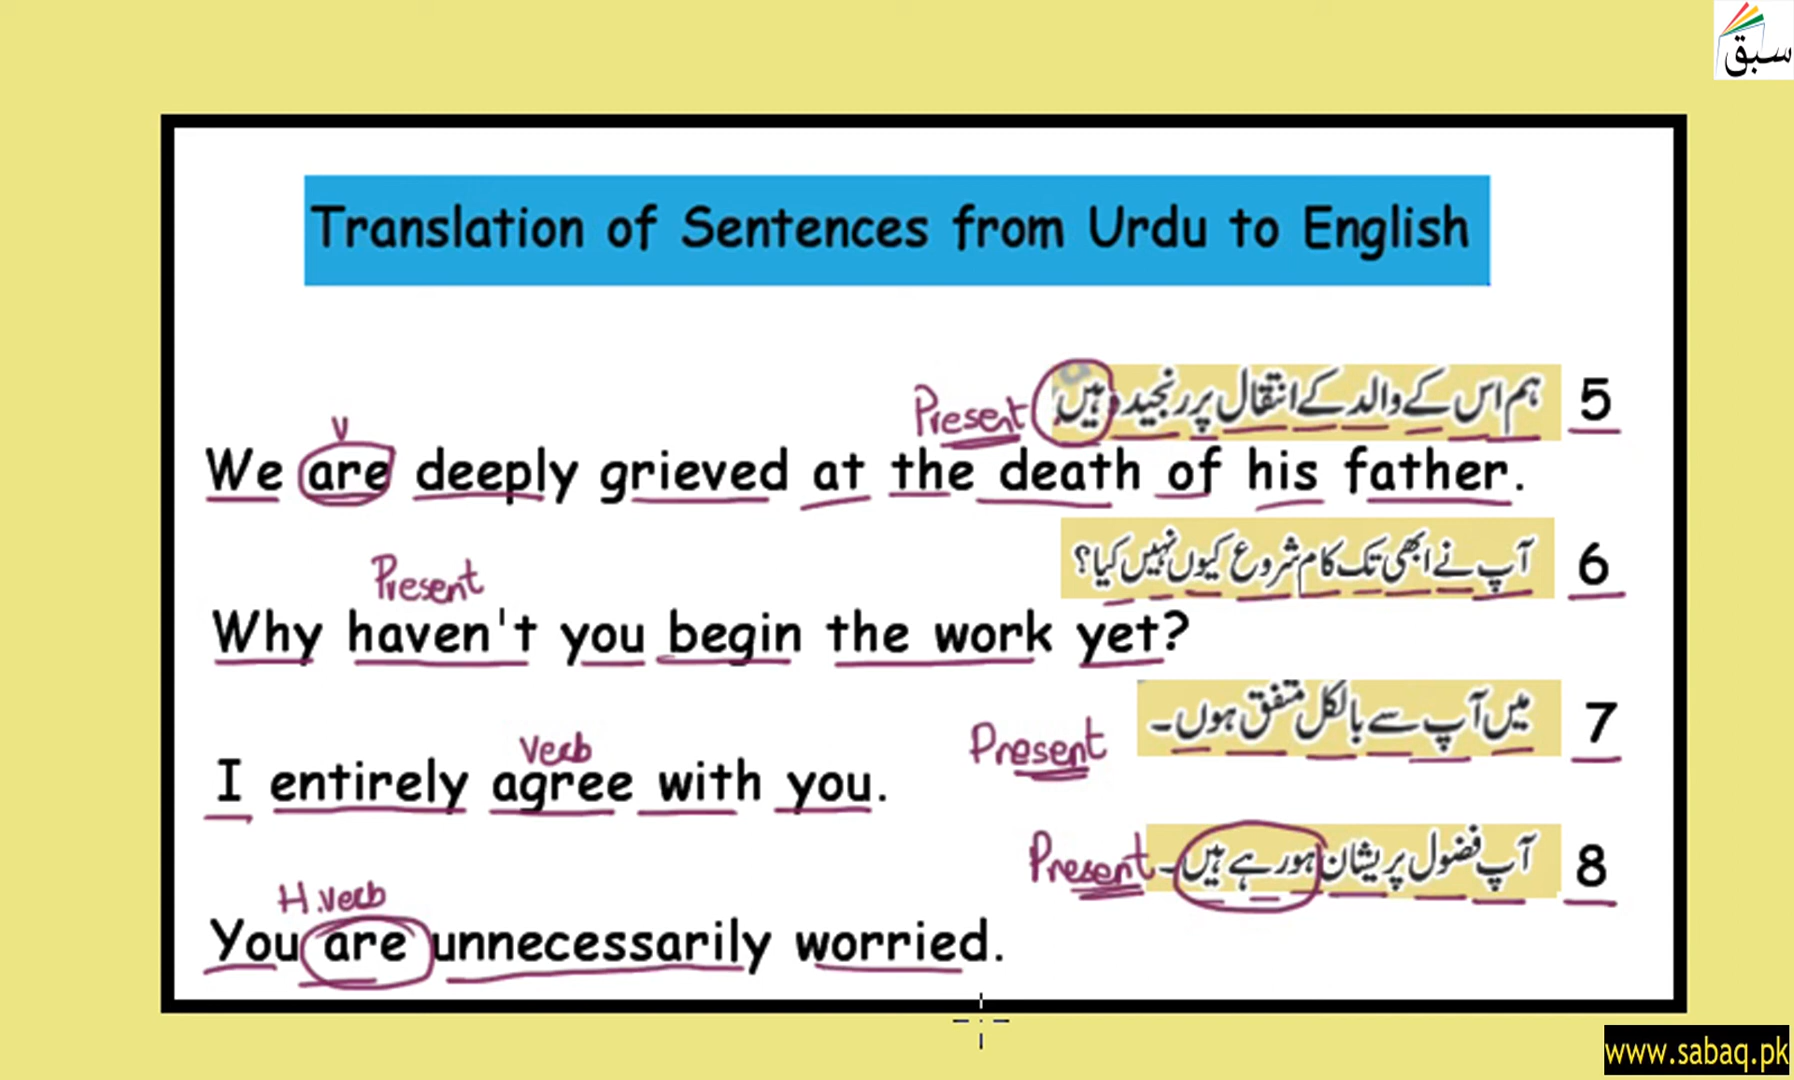 سبق
Translation of Sentences from Urdu to English
Present ہم اس کے والد کے انتقال پر رنجیدہ ہیں 5
v
We are deeply grieved at the death of his father.
آپ نے ابھی تک کام شروع کیوں نہیں کیا؟ 6
Present
Why haven't you begin the work yet?
میں آپ سے بالکل متفق ہوں۔ 7
Present
Verb
I entirely agree with you.
Present آپ فضول پریشان ہو رہے ہیں۔ 8
H.verb
You are unnecessarily worried.
www.sabaq.pk